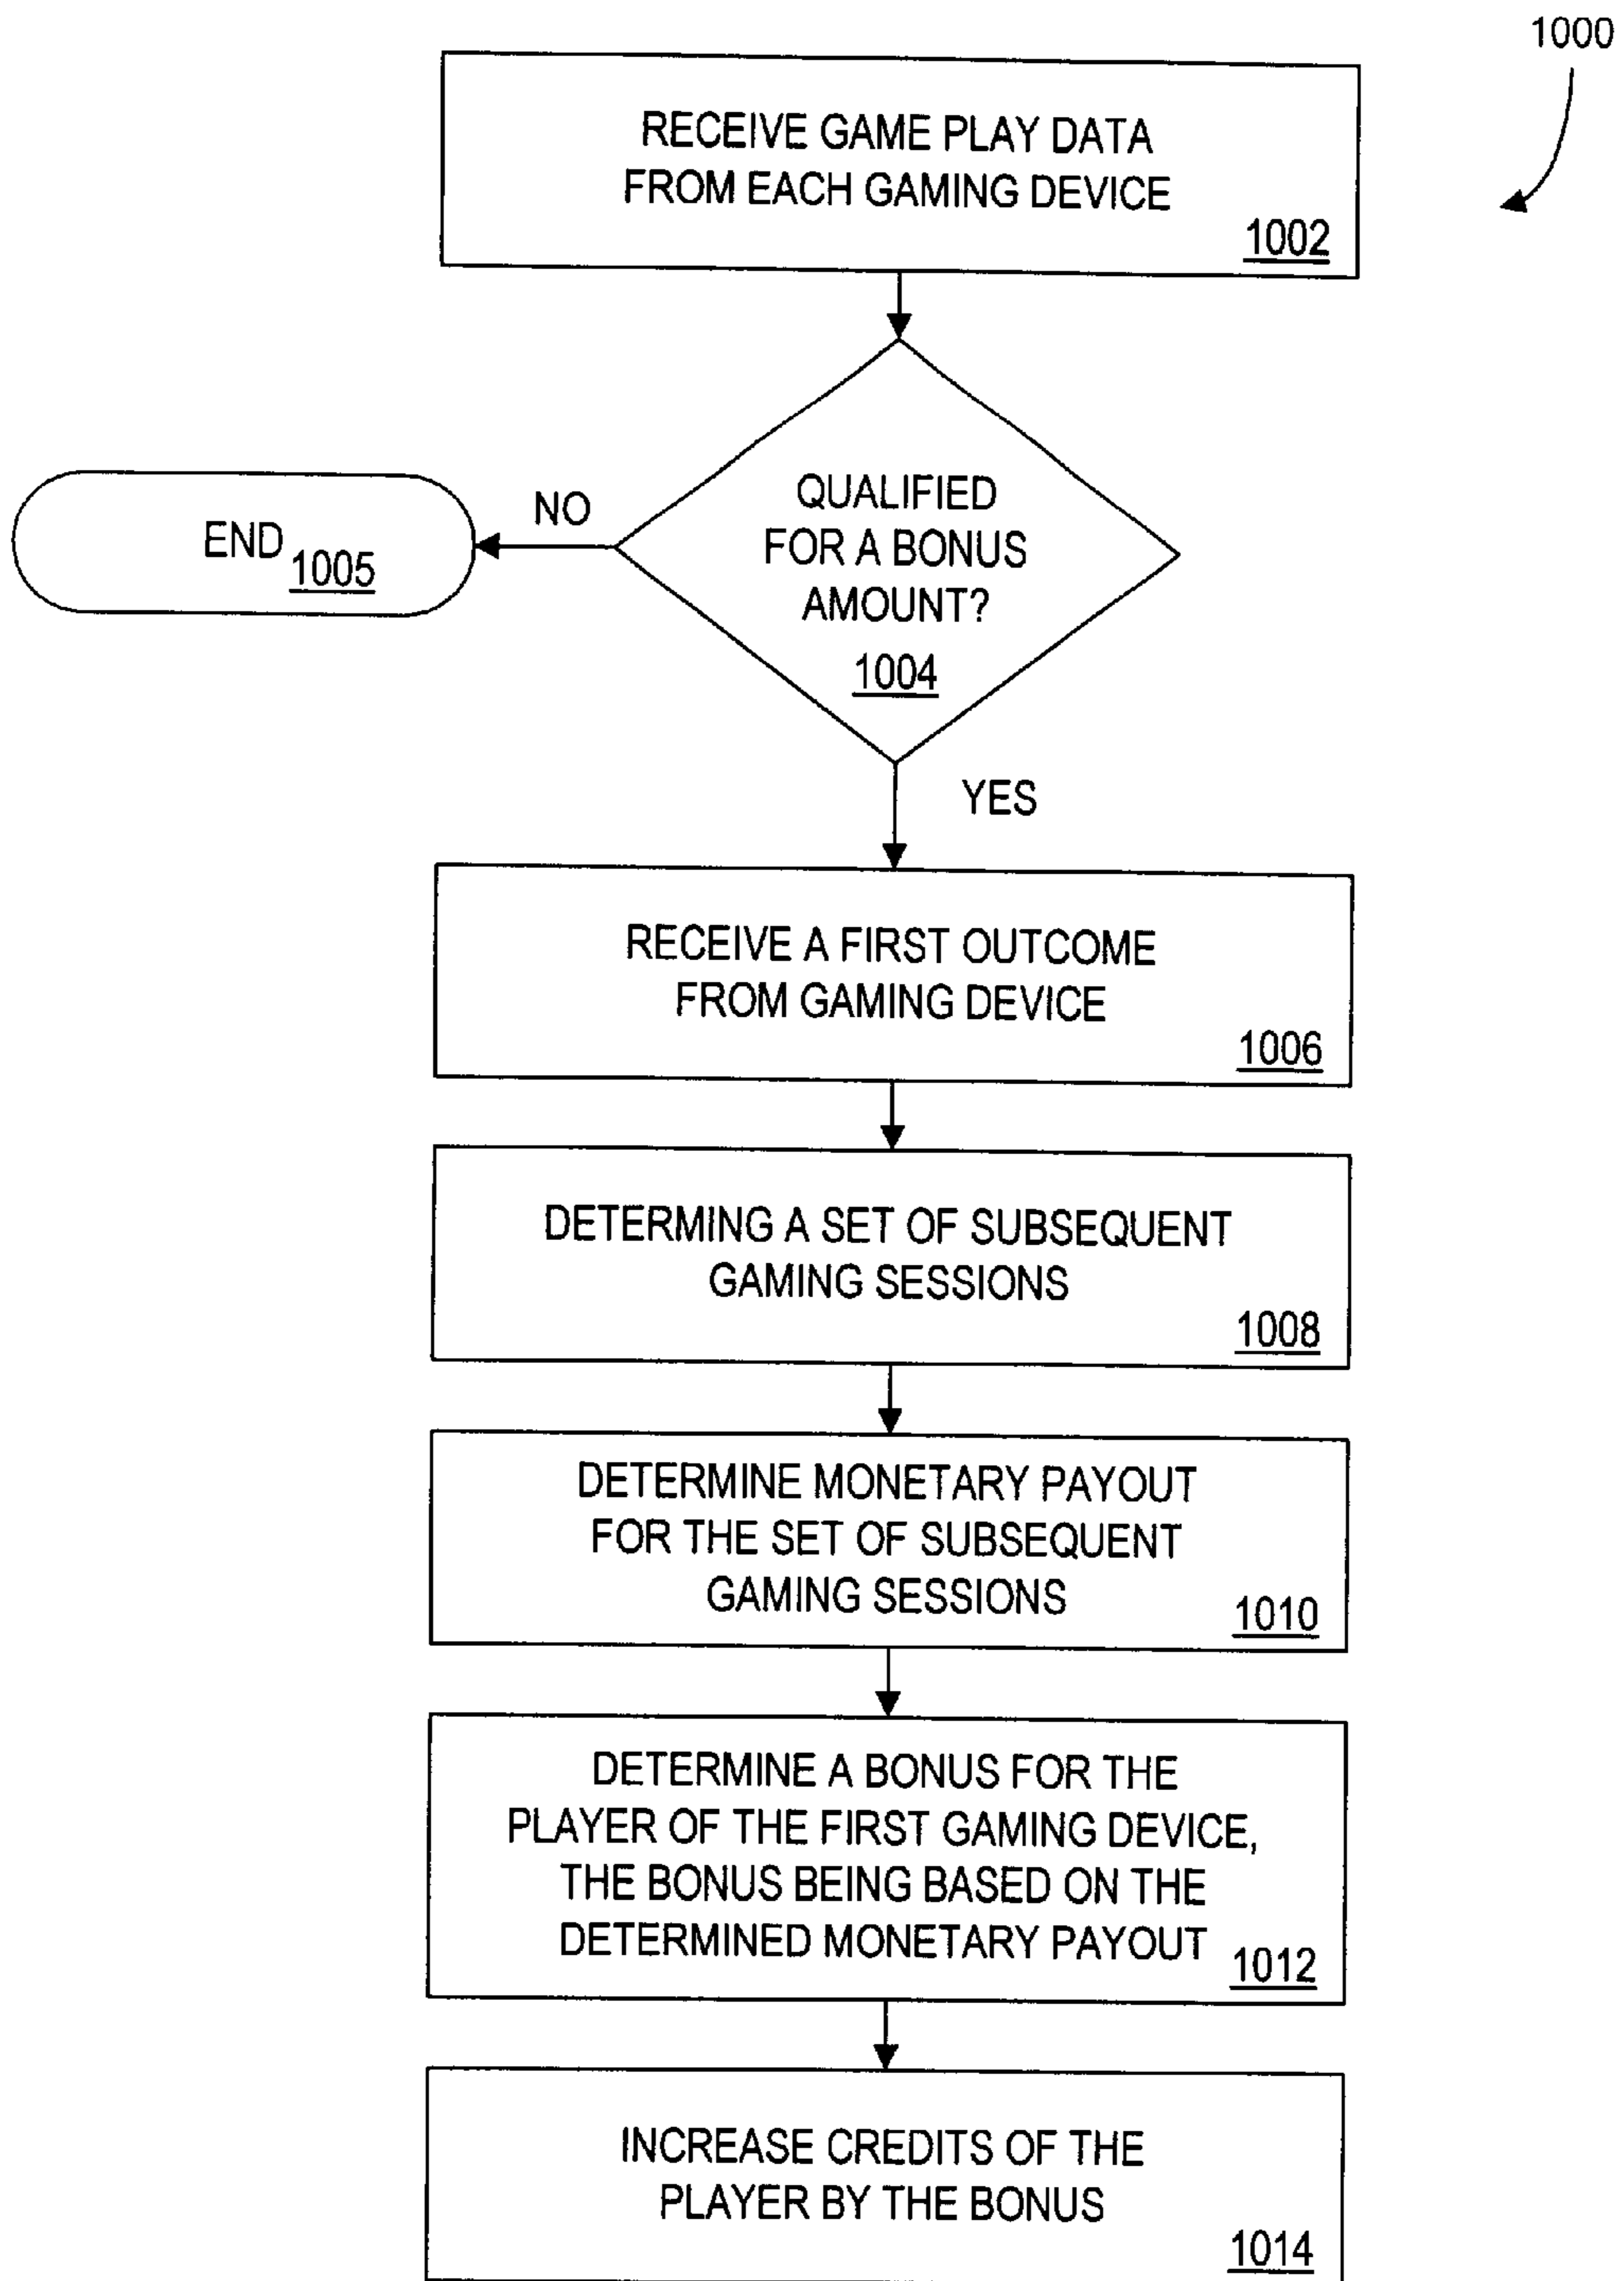 1000
RECEIVE GAME PLAY DATA
FROM EACH GAMING DEVICE
1002
QUALIFIED
FOR A BONUS
AMOUNT?
1004
NO
END
1005
YES
RECEIVE A FIRST OUTCOME
FROM GAMING DEVICE
1006
DETERMING A SET OF SUBSEQUENT
GAMING SESSIONS
1008
DETERMINE MONETARY PAYOUT
FOR THE SET OF SUBSEQUENT
GAMING SESSIONS
1010
DETERMINE A BONUS FOR THE
PLAYER OF THE FIRST GAMING DEVICE,
THE BONUS BEING BASED ON THE
DETERMINED MONETARY PAYOUT
1012
INCREASE CREDITS OF THE
PLAYER BY THE BONUS
1014